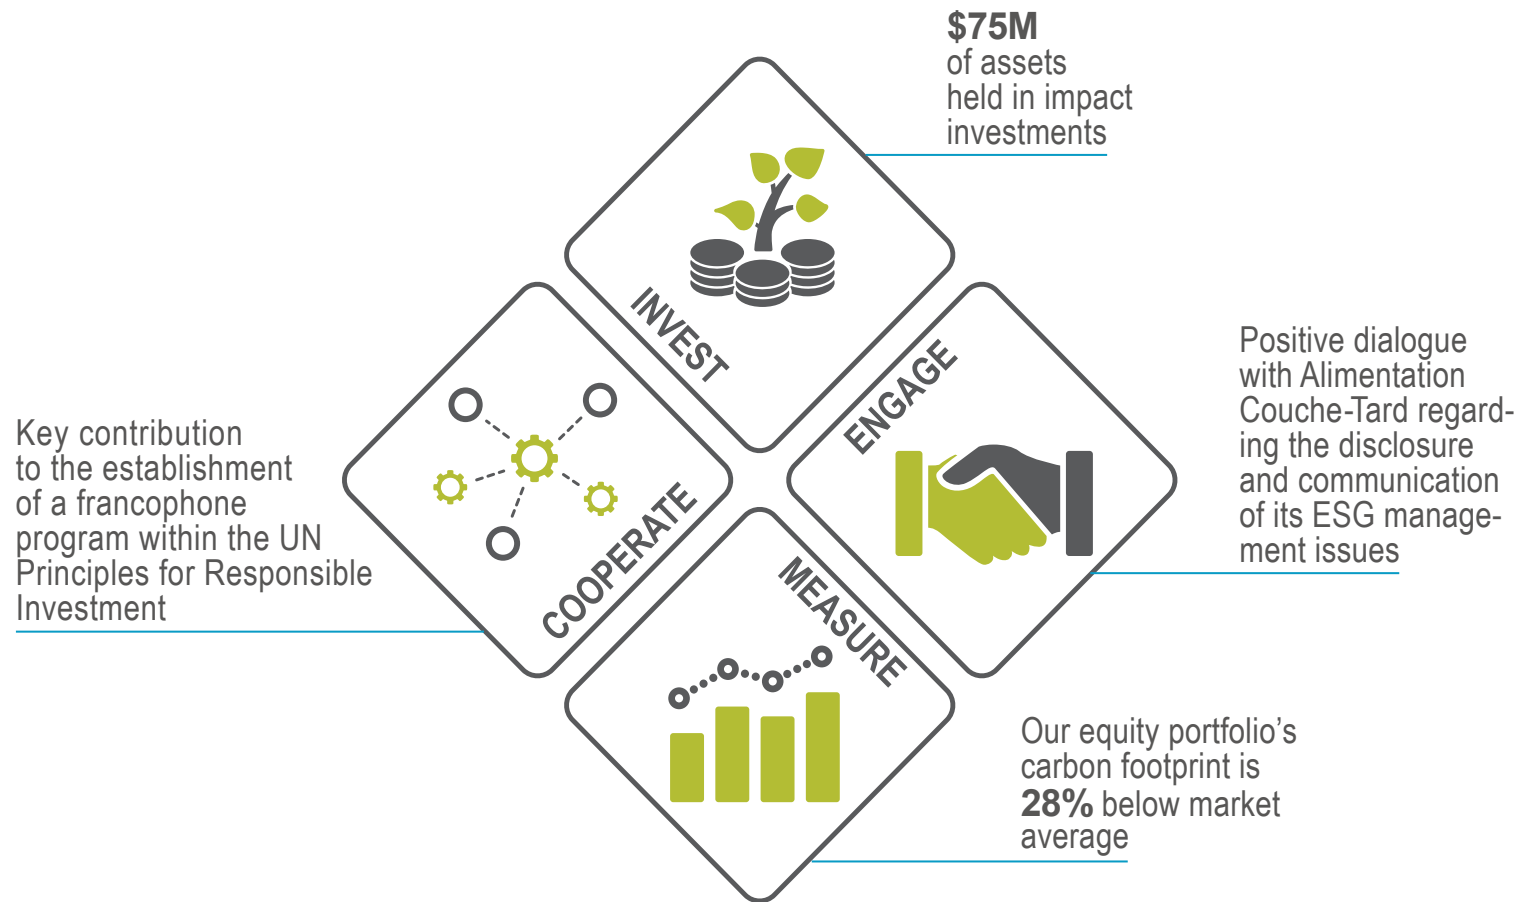 $75M
of assets
held in impact
investments
INVEST
ENGAGE
Positive dialogue
with Alimentation
Couche-Tard regard-
ing the disclosure
and communication
of its ESG manage-
ment issues
Key contribution
to the establishment
of a francophone
program within the UN
Principles for Responsible
Investment
COOPERATE
MEASURE
Our equity portfolio’s
carbon footprint is
28% below market
average